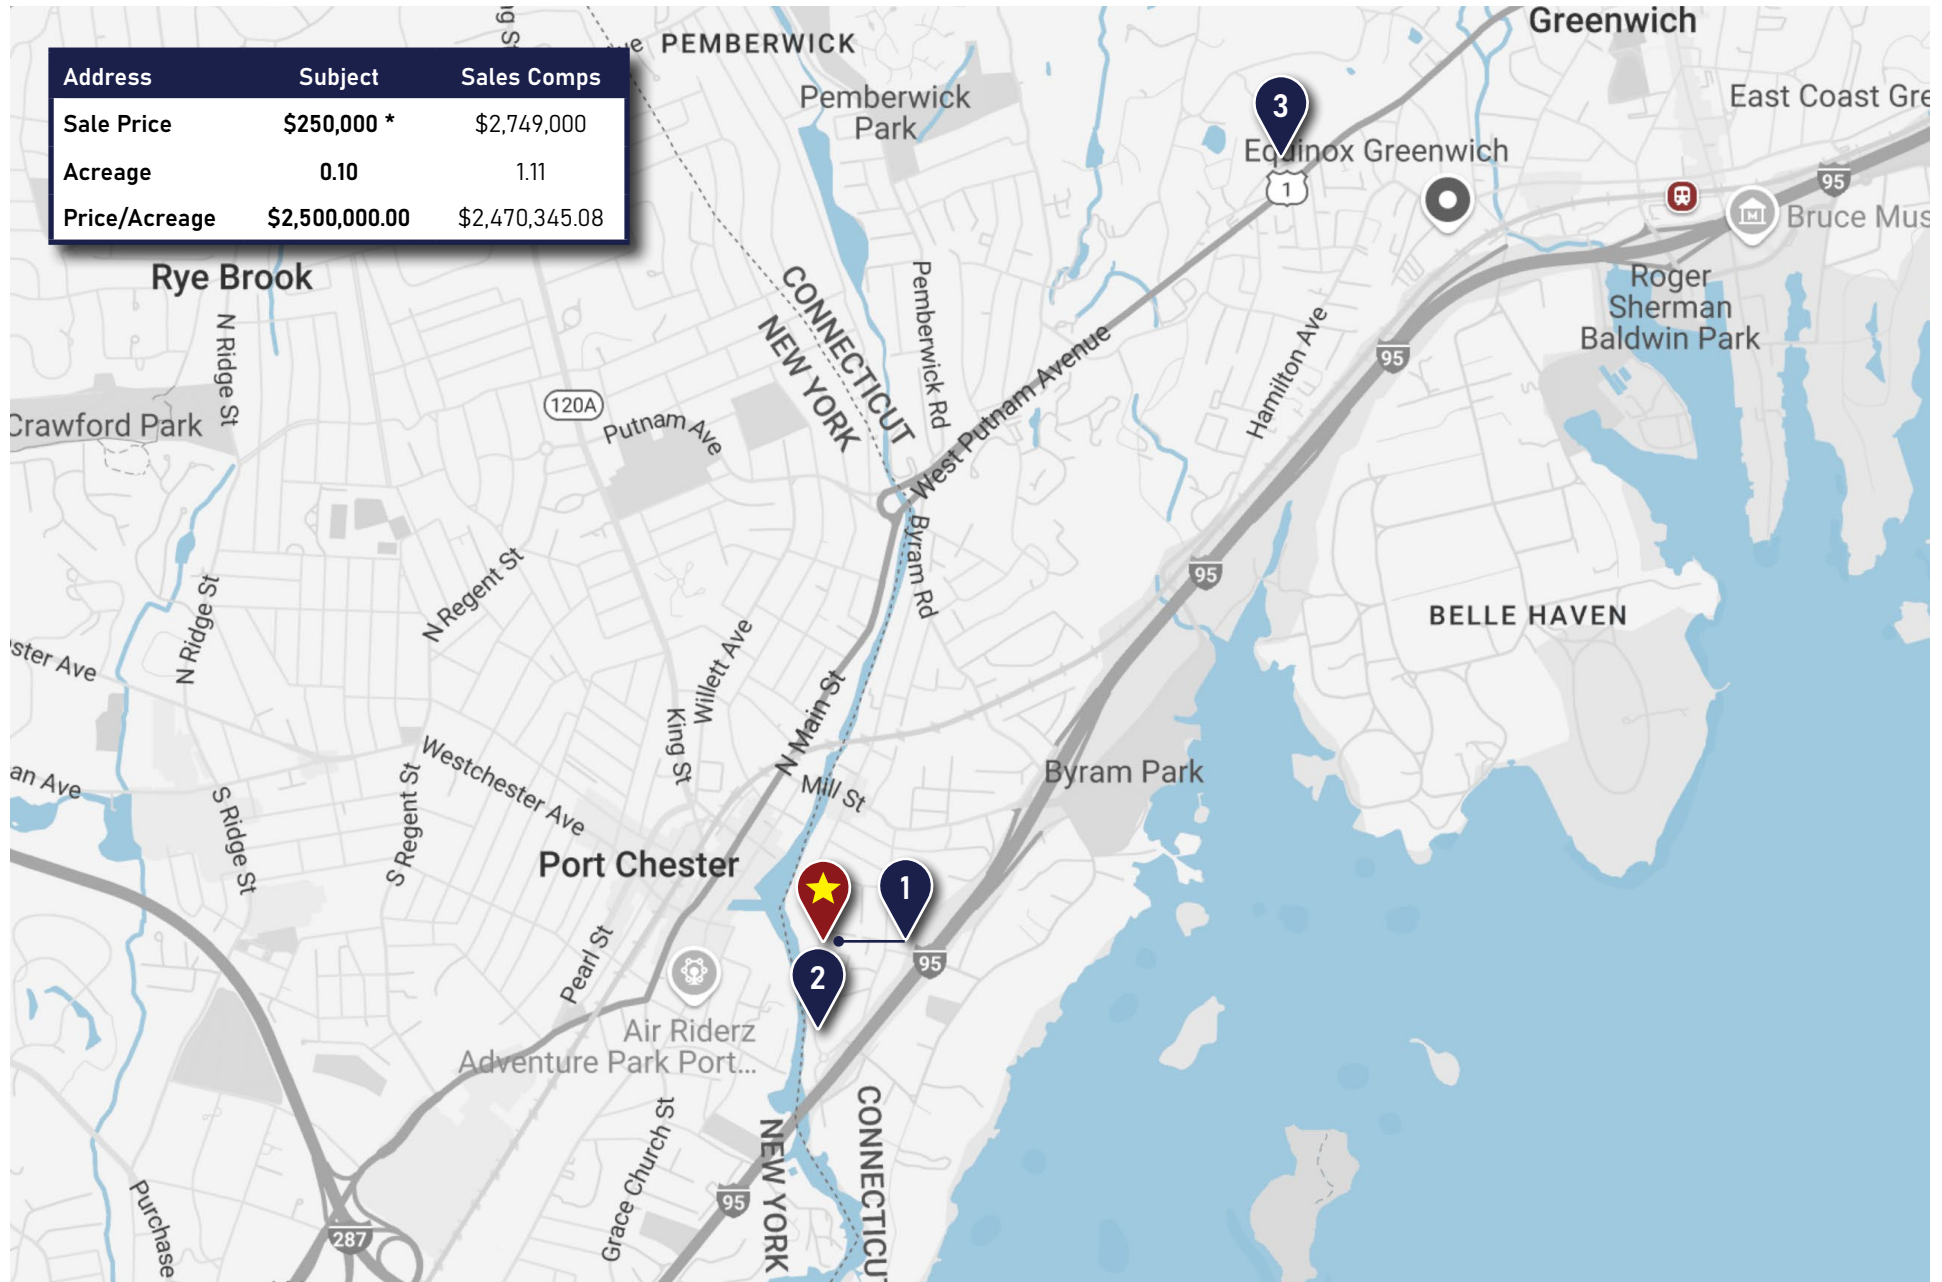 Address Subject Sales Comps
Sale Price $250,000 * $2,749,000
Acreage 0.10 1.11
Price/Acreage $2,500,000.00 $2,470,345.08
PEMBERWICK
Greenwich
Pemberwick
Park
3
East Coast Gre
Equinox Greenwich
1
95
Bruce Mus
Rye Brook
Roger
Sherman
Baldwin Park
CONNECTICUT
NEW YORK
Pemberwick Rd
West Putnam Avenue
Hamilton Ave
95
N Ridge St
120A
Putnam Ave
Crawford Park
Byram Rd
N Regent St
95
N Ridge St
BELLE HAVEN
ster Ave
Willett Ave
King St
N Main St
Westchester Ave
Mill St
Byram Park
an Ave
S Ridge St
S Regent St
Port Chester
1
2
95
Pearl St
Air Riderz
Adventure Park Port...
Grace Church St
NEW YORK
CONNECTICUT
95
Purchase
287